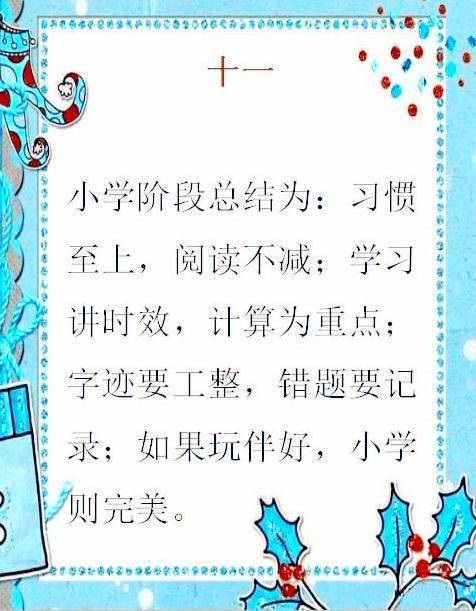 十一
小学阶段总结为：习惯
至上，阅读不减；学习
讲时效，计算为重点；
字迹要工整，错题要记
录；如果玩伴好，小学
则完美。